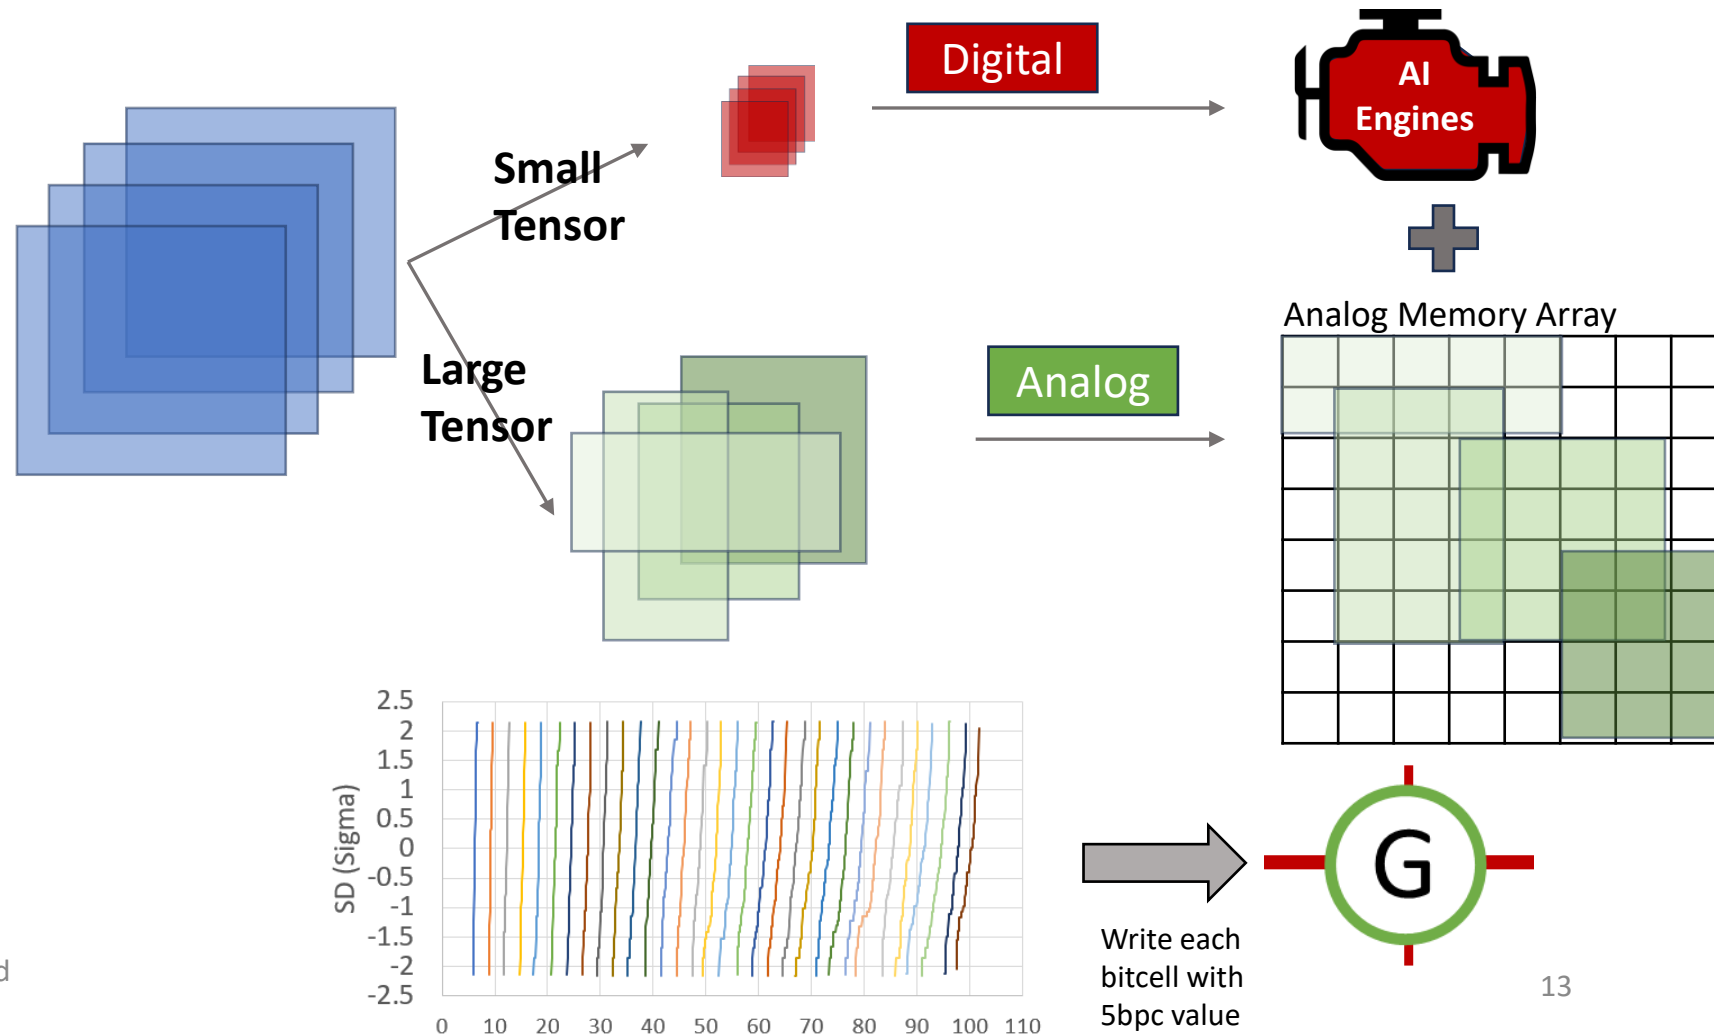 Digital
AI
Engines
Small
Tensor
Analog Memory Array
Large
Tensor
Analog
2.5
2
1.5
1
0.5
0
-0.5
-1
-1.5
-2
-2.5
SD (Sigma)
0 10 20 30 40 50 60 70 80 90 100 110
G
Write each
bitcell with
5bpc value
d
13